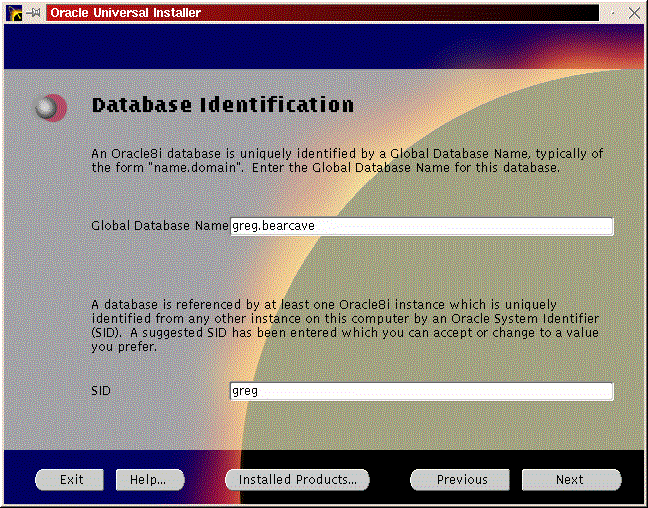 Oracle Universal Installer
Database Identification
An Oracle8i database is uniquely identified by a Global Database Name, typically of
the form "name.domain". Enter the Global Database Name for this database.
Global Database Name greg.bearcave
A database is referenced by at least one Oracle8i instance which is uniquely
identified from any other instance on this computer by an Oracle System Identifier
(SID). A suggested SID has been entered which you can accept or change to a value
you prefer.
SID greg
Exit Help... Installed Products... Previous Next